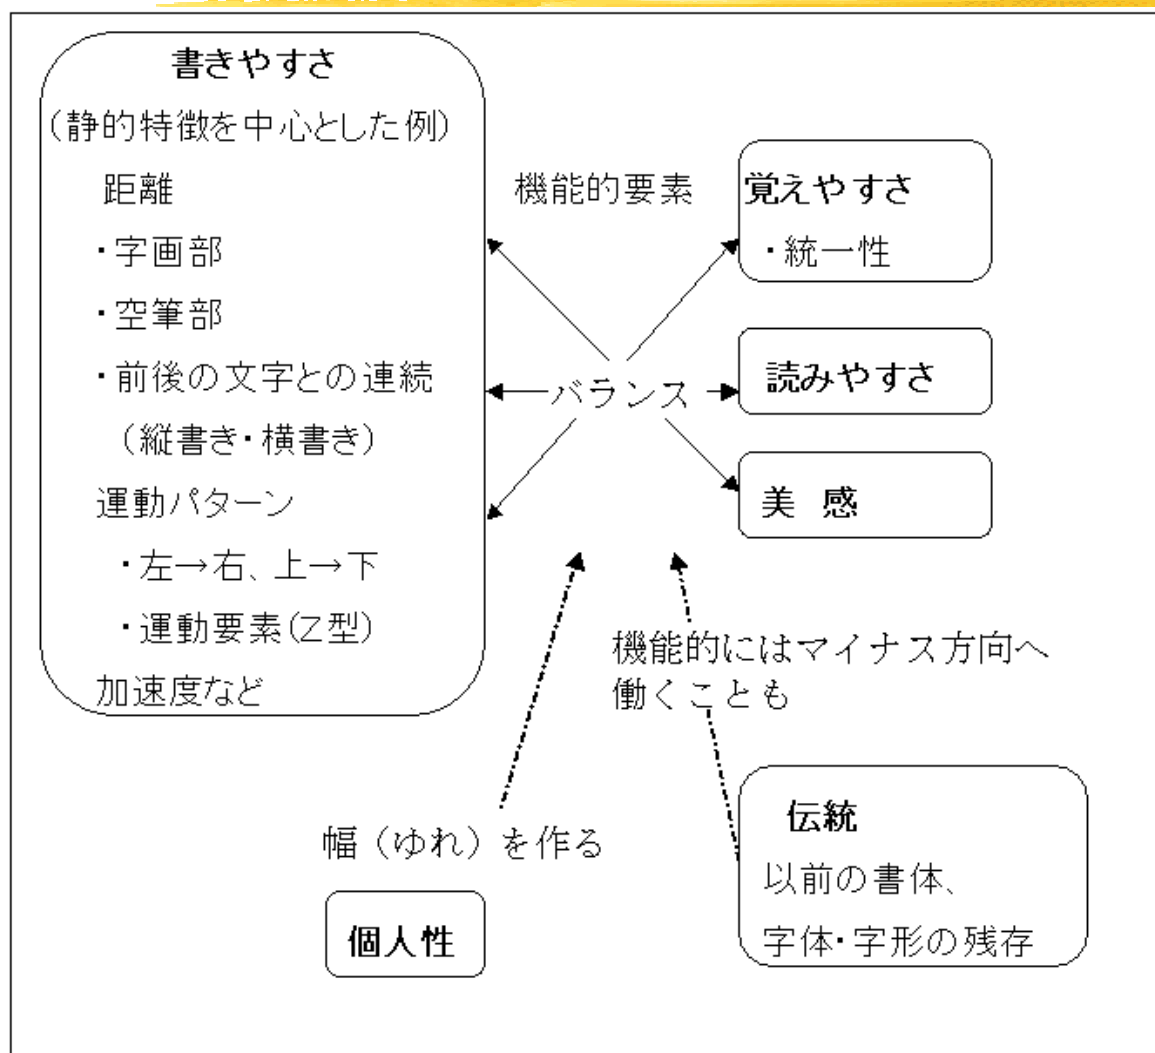 書きやすさ
（静的特徴を中心とした例）
距離
・字画部
・空筆部
・前後の文字との連続
（縦書き・横書き）
運動パターン
・左→右、上→下
・運動要素(Z型)
加速度など
機能的要素
覚えやすさ
・統一性
バランス
読みやすさ
美 感
機能的にはマイナス方向へ
働くことも
幅（ゆれ）を作る
個人性
伝統
以前の書体、
字体・字形の残存